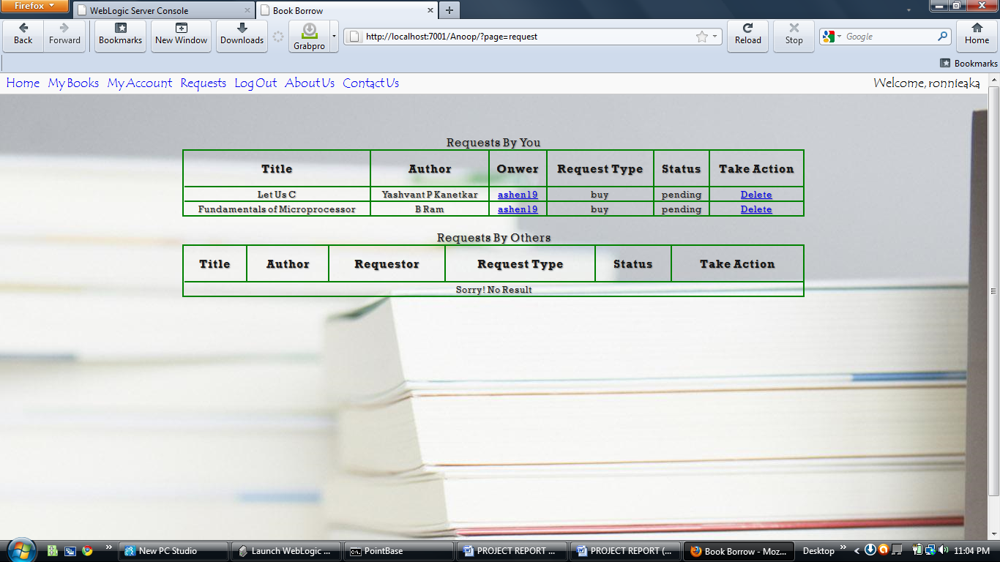 Firefox
WebLogic Server Console
Book Borrow
Back
Forward
Bookmarks
New Window
Downloads
Grabpro
http://localhost:7001/Anoop/?page=request
Reload
Stop
Google
Home
Bookmarks
Home My Books My Account Requests Log Out About Us Contact Us
Welcome, ronnieaka
Requests By You
Title Author Onwer Request Type Status Take Action
Let Us C Yashvant P Kanetkar ashen19 buy pending Delete
Fundamentals of Microprocessor B Ram ashen19 buy pending Delete
Requests By Others
Title Author Requestor Request Type Status Take Action
Sorry! No Result
New PC Studio
Launch WebLogic ...
PointBase
PROJECT REPORT ...
PROJECT REPORT (...
Book Borrow - Moz...
Desktop
11:04 PM